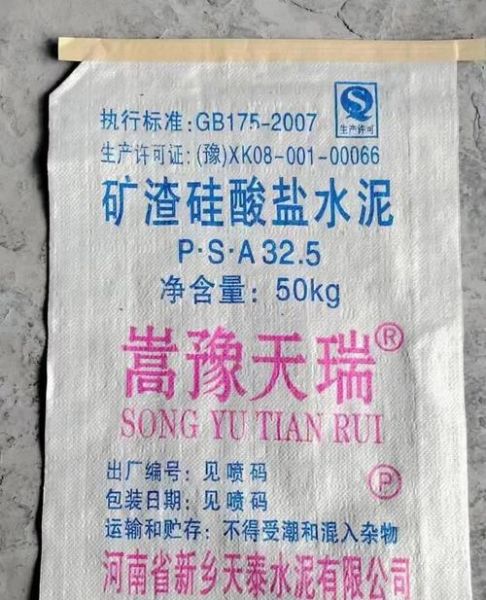 执行标准:GB175-2007
生产许可
生产许可证:(豫)XK08-001-00066
矿渣硅酸盐水泥
P·S·A 32.5
净含量: 50kg
嵩豫天瑞®
SONG YU TIAN RUI
出厂编号: 见喷码
P
包装日期: 见喷码
运输和贮存: 不得受潮和混入杂物
河南省新乡天泰水泥有限公司